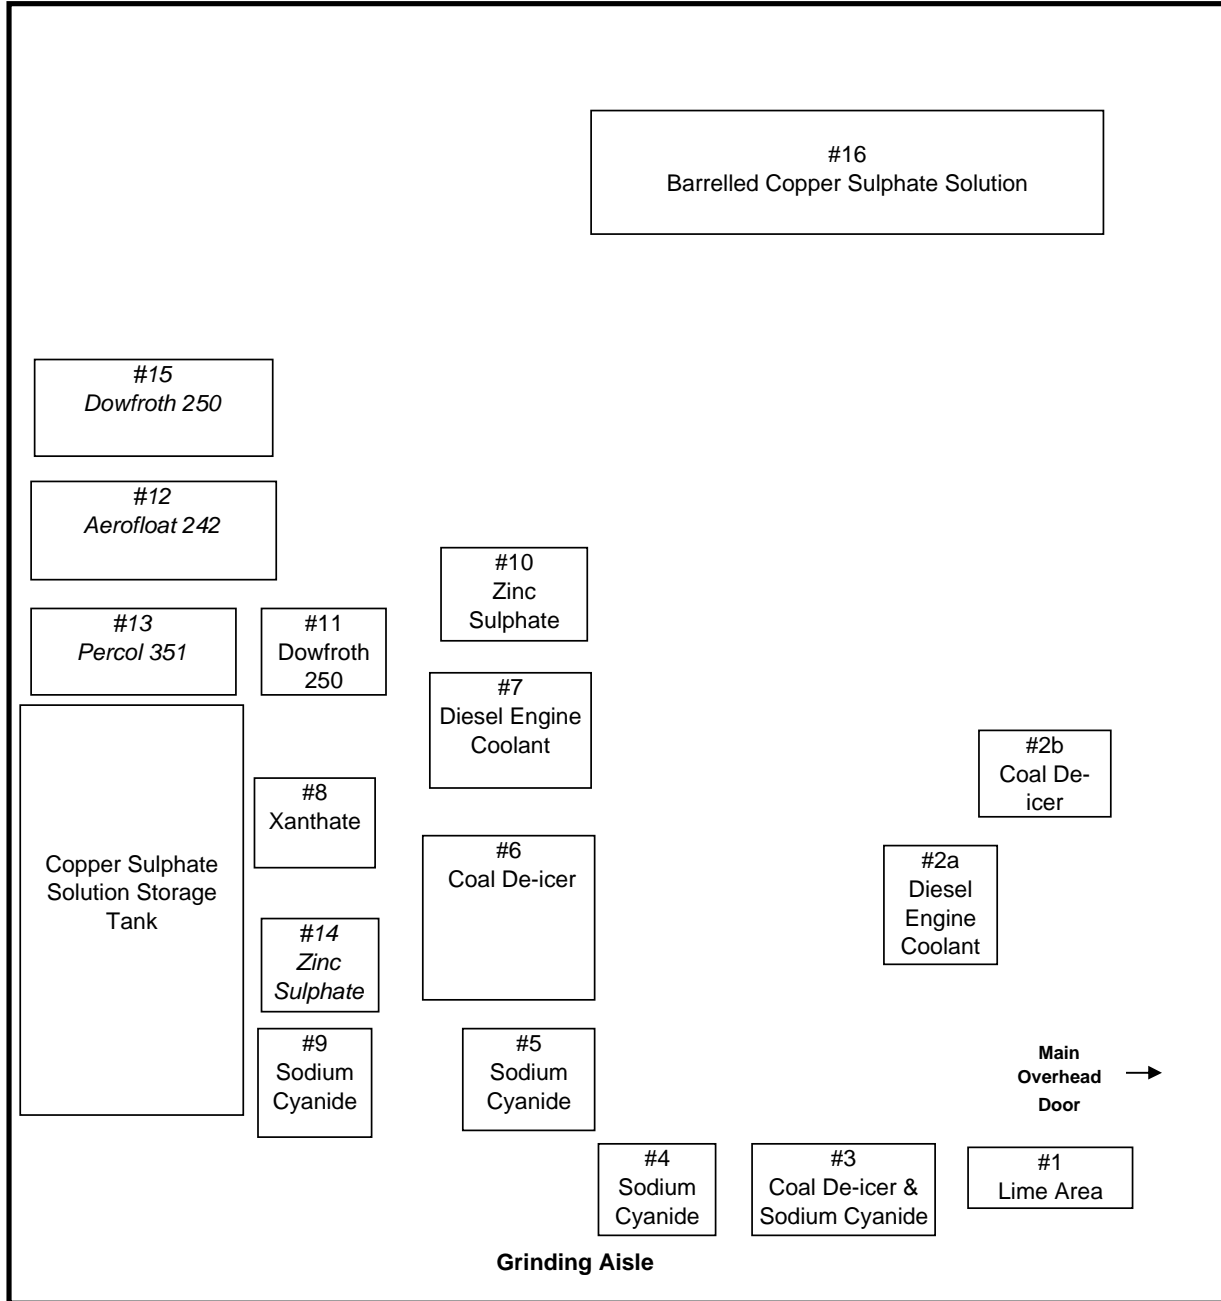 #16
Barrelled Copper Sulphate Solution
#15
Dowfroth 250
#12
Aerofloat 242
#10
Zinc
Sulphate
#13
Percol 351
#11
Dowfroth
250
#7
Diesel Engine
Coolant
#2b
Coal De-
icer
#8
Xanthate
#6
Coal De-icer
#2a
Diesel
Engine
Coolant
Copper Sulphate
Solution Storage
Tank
#14
Zinc
Sulphate
#9
Sodium
Cyanide
#5
Sodium
Cyanide
Main
Overhead
Door
#4
Sodium
Cyanide
#3
Coal De-icer &
Sodium Cyanide
#1
Lime Area
Grinding Aisle